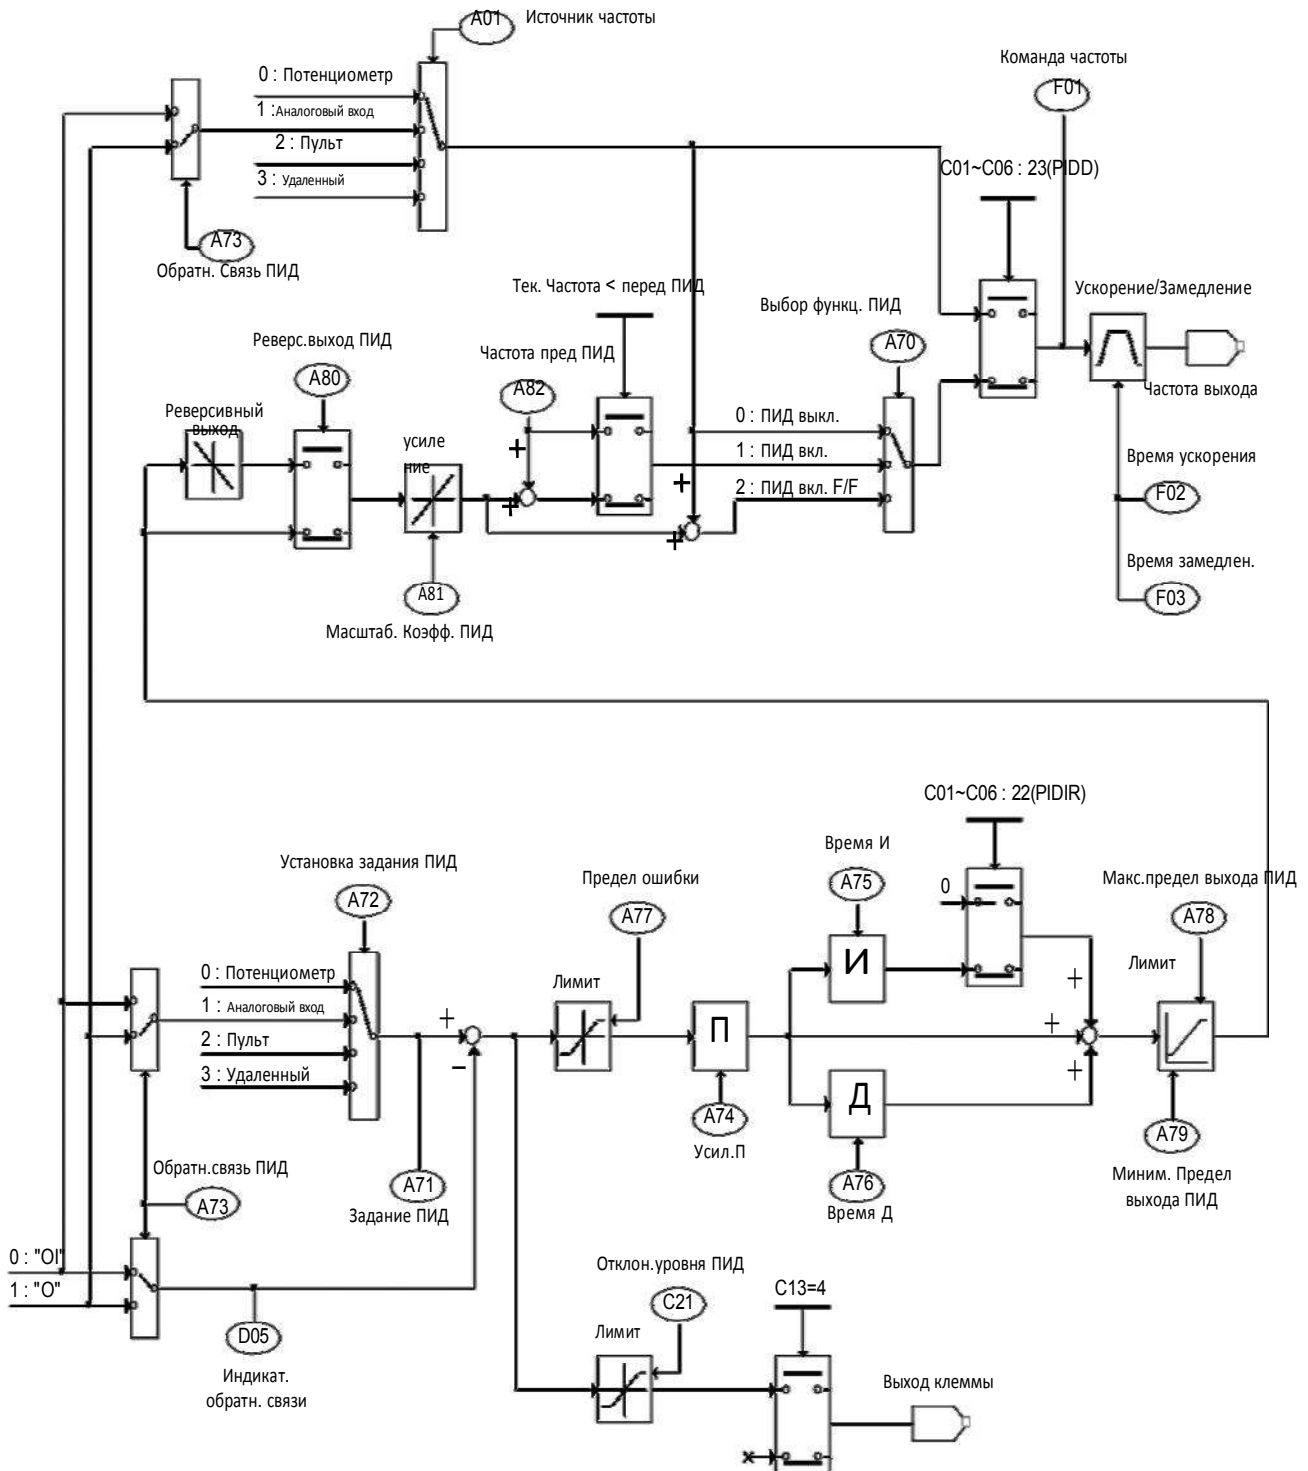 A01
Источник частоты
Команда частоты
F01
0 : Потенциометр
1 : Аналоговый вход
2 : Пульт
3 : Удаленный
C01~C06 : 23(PIDD)
A73
Обратн. Связь ПИД
Тек. Частота < перед ПИД
Выбор функц. ПИД
Ускорение/Замедление
Реверс.выход ПИД
Частота пред ПИД
A70
A80
A82
Частота выхода
Реверсивный
выход
усиле
ние
+
+
+
+
0 : ПИД выкл.
1 : ПИД вкл.
2 : ПИД вкл. F/F
Время ускорения
F02
Время замедлен.
A81
F03
Масштаб. Коэфф. ПИД
C01~C06 : 22(PIDIR)
Время И
Установка задания ПИД
Предел ошибки
A75
0
Макс.предел выхода ПИД
A72
A77
A78
И
Лимит
0 : Потенциометр
1 : Аналоговый вход
2 : Пульт
3 : Удаленный
Лимит
+
−
П
+
+
+
Д
A74
Усил.П
A79
Обратн.связь ПИД
A73
A71
Задание ПИД
A76
Время Д
Миним. Предел
выхода ПИД
0 : "OI"
1 : "O"
Отклон.уровня ПИД
C13=4
C21
D05
Лимит
Индикат.
обратн. связи
Выход клеммы